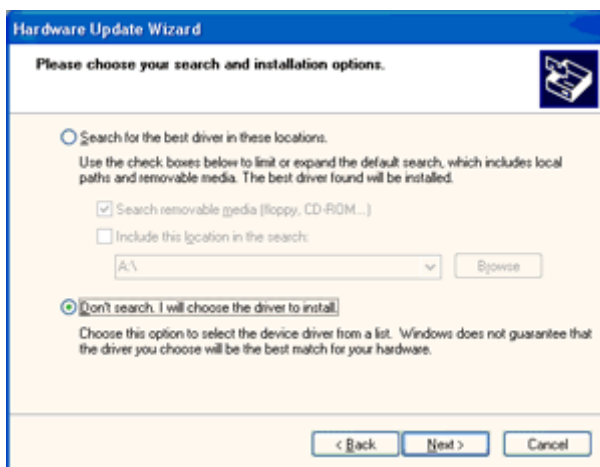 Hardware Update Wizard
Please choose your search and installation options.
Search for the best driver in these locations.
Use the check boxes below to limit or expand the default search, which includes local
paths and removable media. The best driver found will be installed.
Search removable media (floppy, CD-ROM...)
Include this location in the search:
A:\
Browse
Don't search. I will choose the driver to install.
Choose this option to select the device driver from a list. Windows does not guarantee that
the driver you choose will be the best match for your hardware.
< Back Next > Cancel